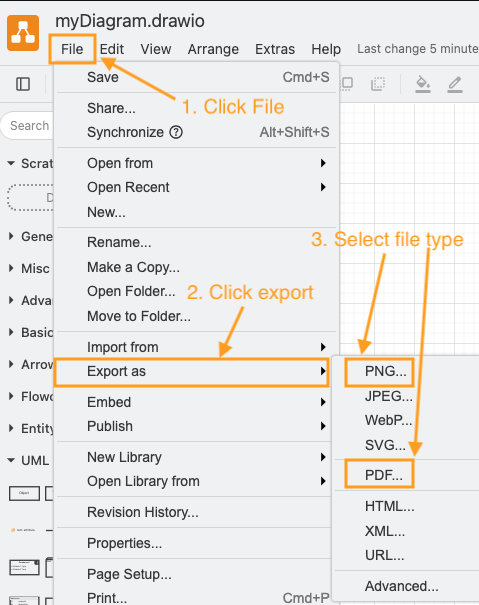 myDiagram.drawio
File Edit View Arrange Extras Help Last change 5 minute
Save Cmd+S
1. Click File
Share...
Search
Synchronize Alt+Shift+S
Scrat
Open from
Open Recent
New...
Gene
Rename...
3. Select file type
Misc
Make a Copy...
Adva
Open Folder...
2. Click export
Move to Folder...
Basic
Import from
Arrow
Export as PNG...
Flow
JPEG...
Embed
WebP...
Entity
Publish
SVG...
UML
New Library
PDF...
Open Library from
Revision History...
HTML...
XML...
Properties...
URL...
Page Setup...
Advanced...
Print... Cmd+P